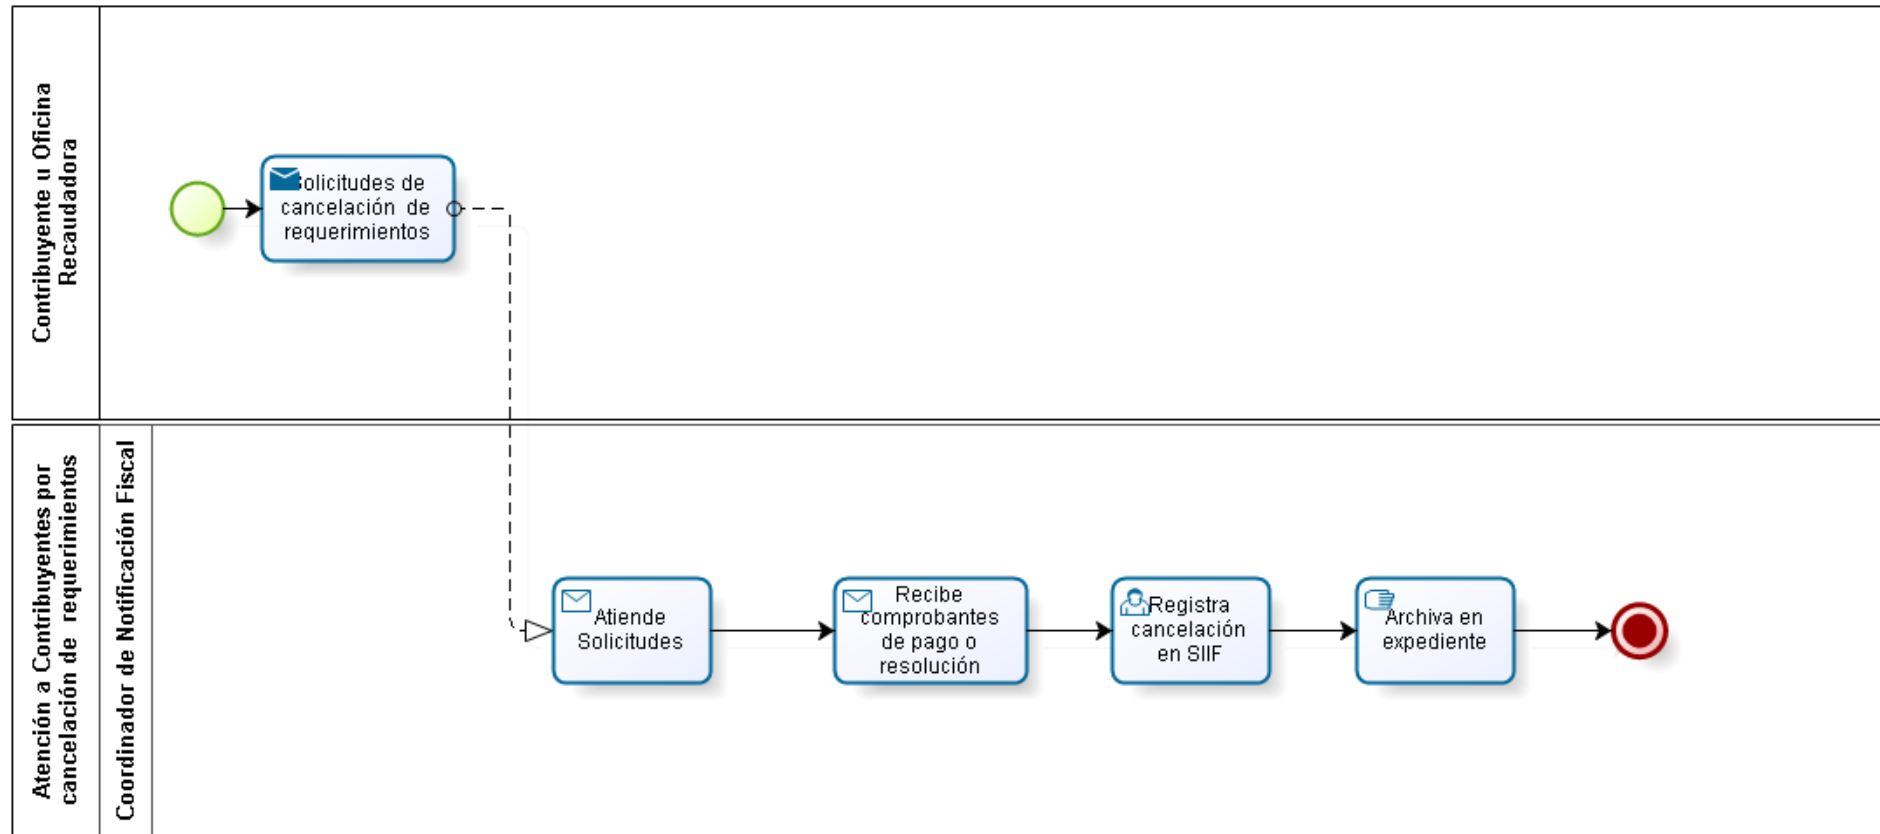 Contribuyente u Oficina
Recaudadora
Solicitudes de
cancelación de
requerimientos
Atención a Contribuyentes por
cancelación de requerimientos
Coordinador de Notificación Fiscal
Atiende
Solicitudes
Recibe
comprobantes
de pago o
resolución
Registra
cancelación
en SIIF
Archiva en
expediente